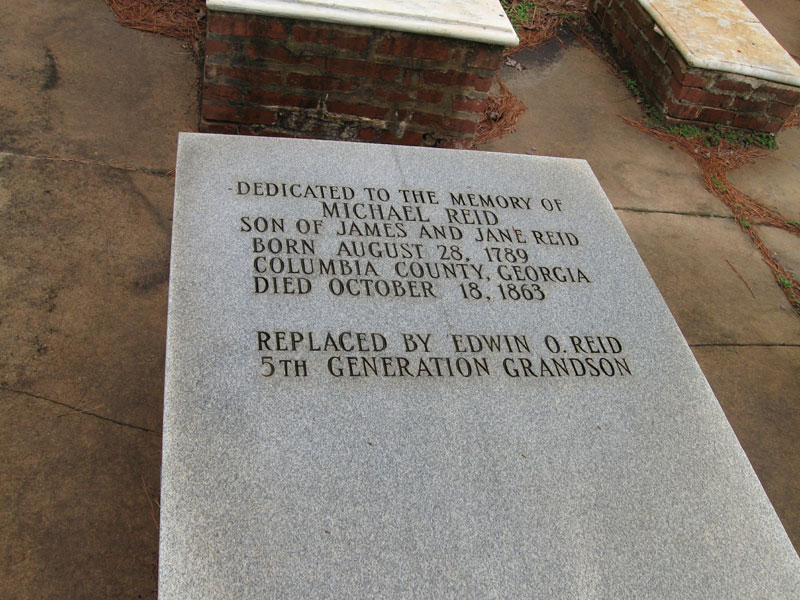 DEDICATED TO THE MEMORY OF
MICHAEL REID
SON OF JAMES AND JANE REID
BORN AUGUST 28, 1789
COLUMBIA COUNTY, GEORGIA
DIED OCTOBER 18, 1863
REPLACED BY EDWIN O. REID
5TH GENERATION GRANDSON